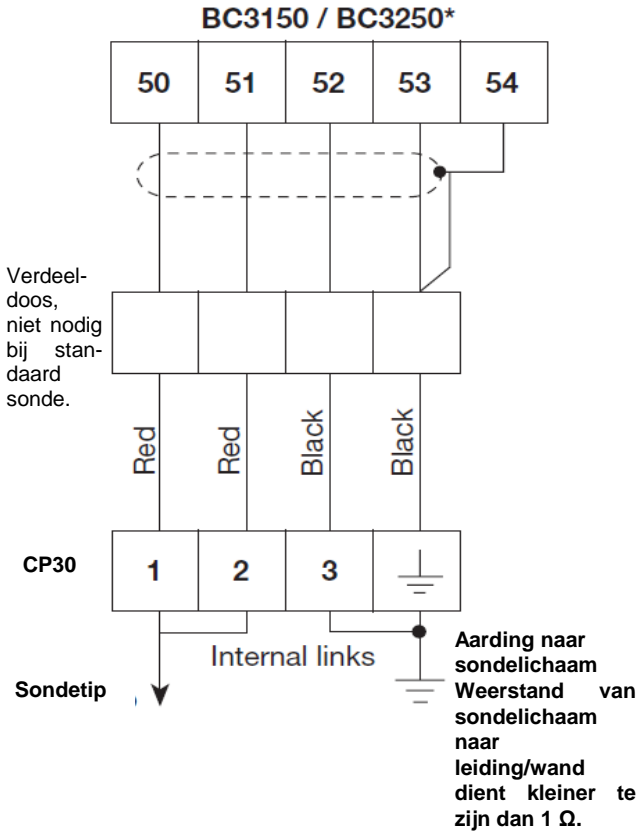 BC3150 / BC3250*
50 51 52 53 54
Verdeel-
doos,
niet nodig
bij stan-
daard
sonde.
Red Red Black Black
CP30
1 2 3
Internal links
Sondetip
Aarding naar
sondelichaam
Weerstand van
sondelichaam
naar
leiding/wand
dient kleiner te
zijn dan 1 Ω.